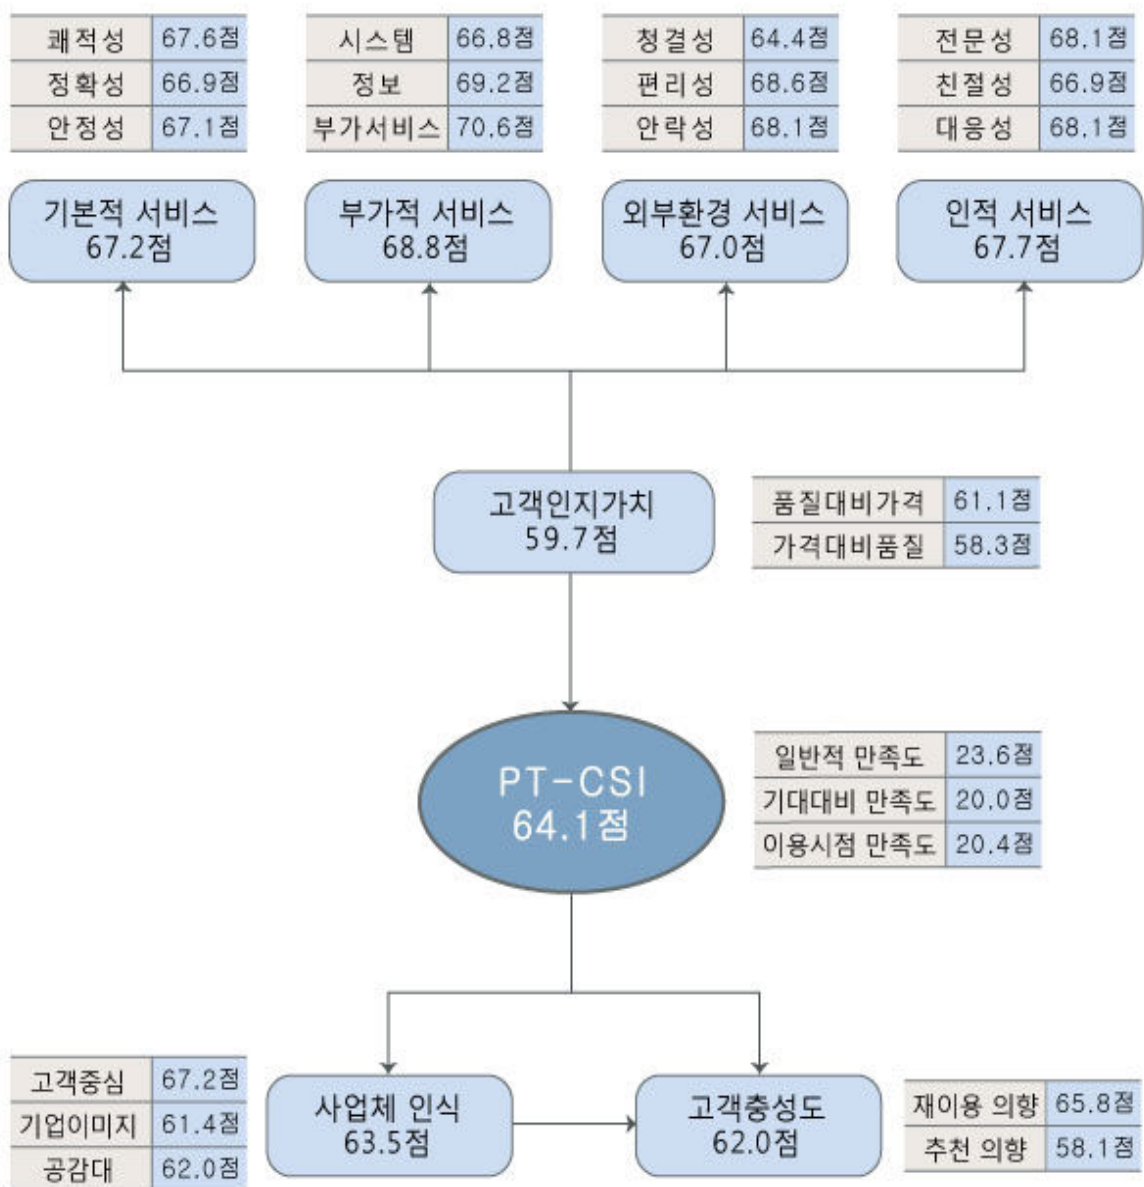 쾌적성 67.6점
정확성 66.9점
안정성 67.1점
시스템 66.8점
정보 69.2점
부가서비스 70.6점
청결성 64.4점
편리성 68.6점
안락성 68.1점
전문성 68.1점
친절성 66.9점
대응성 68.1점
기본적 서비스
67.2점
부가적 서비스
68.8점
외부환경 서비스
67.0점
인적 서비스
67.7점
고객인지가치
59.7점
품질대비가격 61.1점
가격대비품질 58.3점
PT-CSI
64.1점
일반적 만족도 23.6점
기대대비 만족도 20.0점
이용시점 만족도 20.4점
고객중심 67.2점
기업이미지 61.4점
공감대 62.0점
사업체 인식
63.5점
고객충성도
62.0점
재이용 의향 65.8점
추천 의향 58.1점